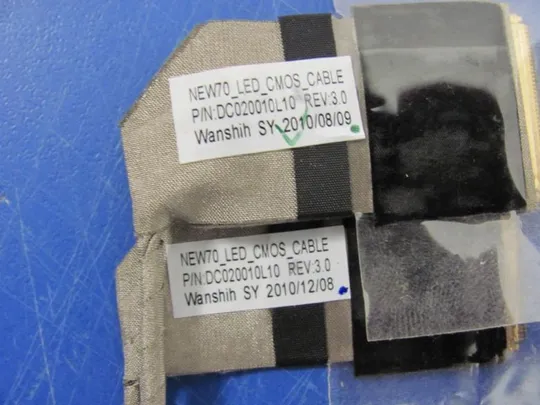 NEW70_LED_CMOS_CABLE
P/N:DC020010L10 REV:3.0
Wanshih SY 2010/08/09
NEW70_LED_CMOS_CABLE
P/N:DC020010L10 REV:3.0
Wanshih SY 2010/12/08